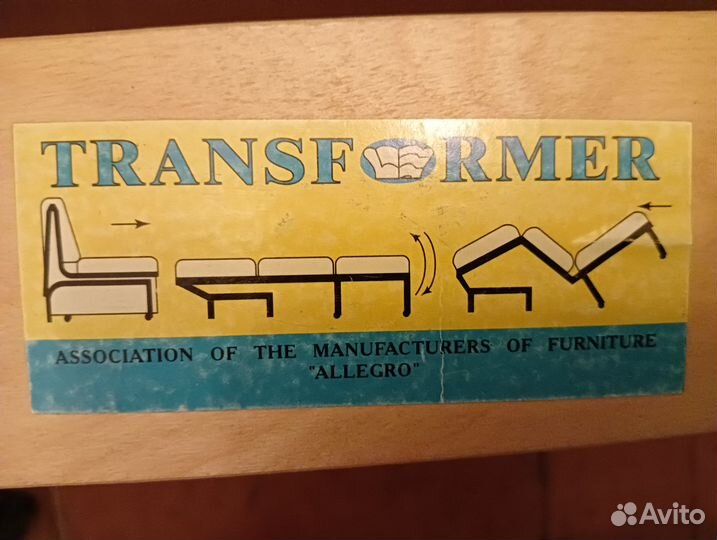 TRANSFORMER
ASSOCIATION OF THE MANUFACTURERS OF FURNITURE
"ALLEGRO"
Avito